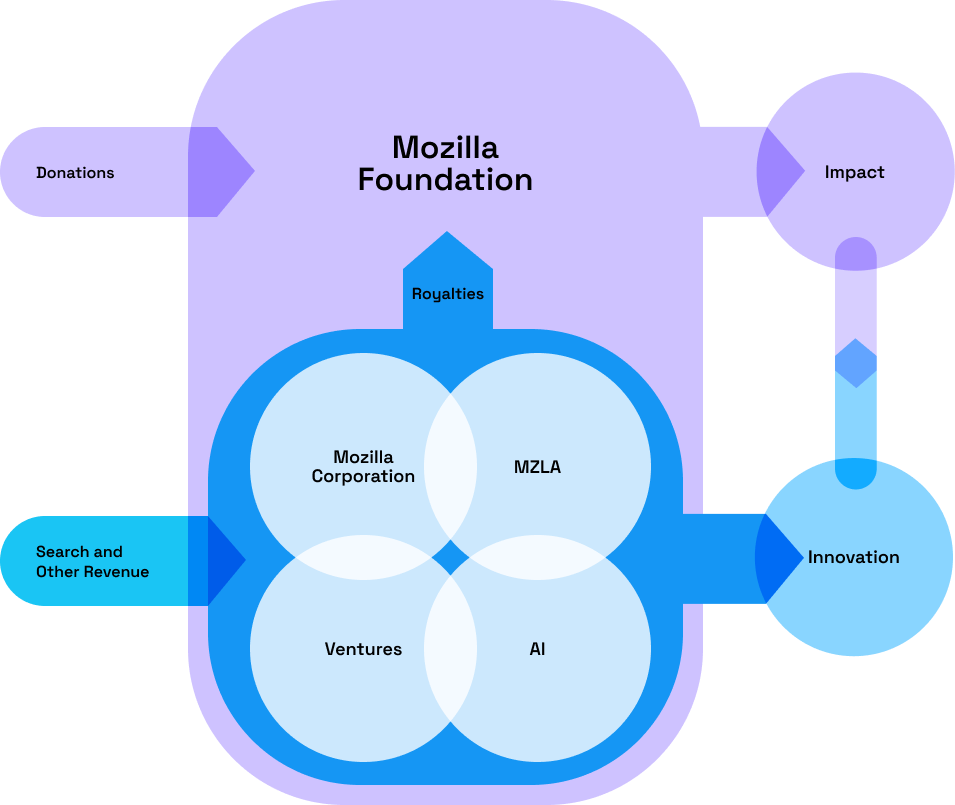 Mozilla
Foundation
Donations
Impact
Royalties
Mozilla
Corporation
MZLA
Search and
Other Revenue
Innovation
Ventures
AI